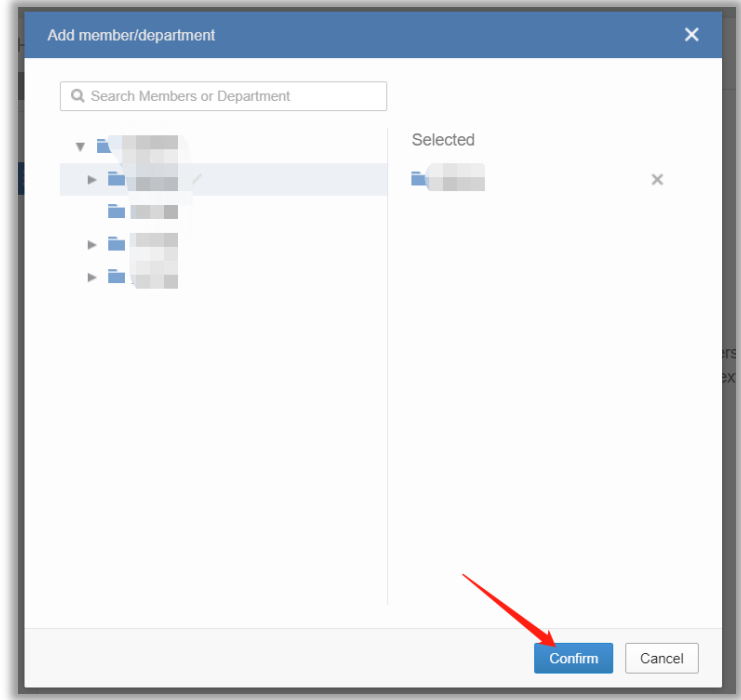 Add member/department
Search Members or Department
Selected
Confirm
Cancel